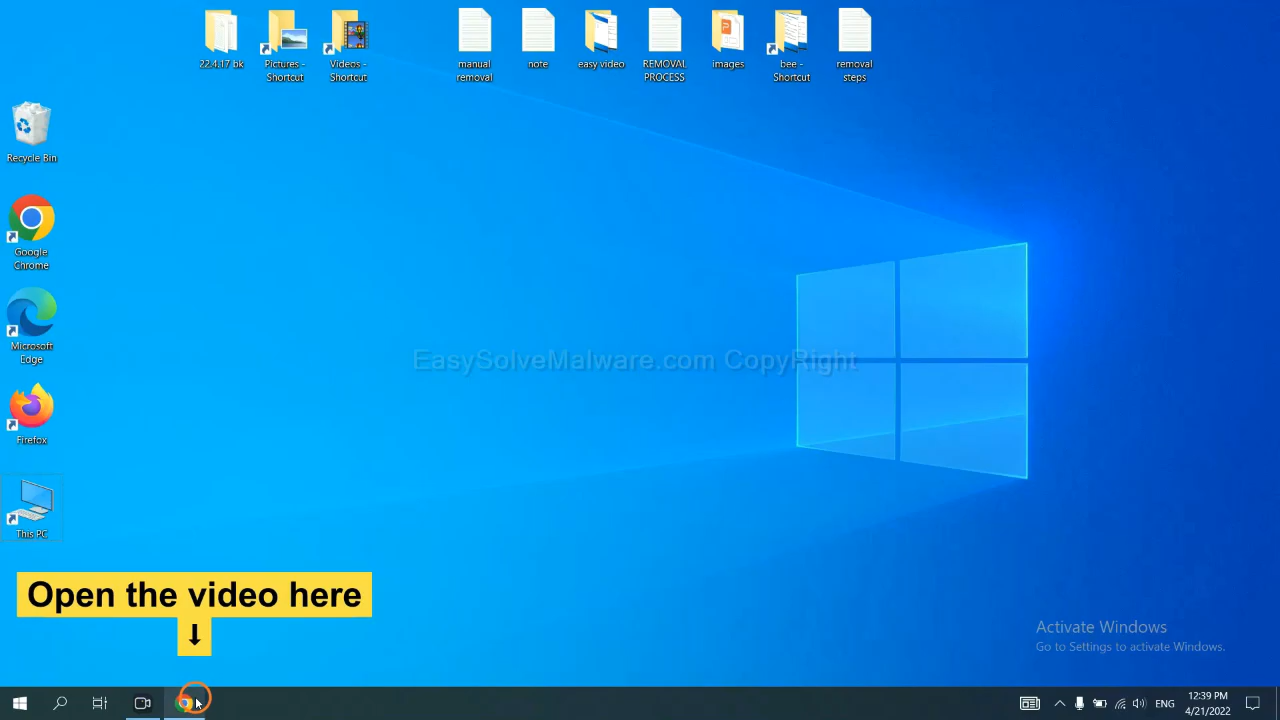 22.4.17 bk
Pictures -
Shortcut
Videos -
Shortcut
manual
removal
note
easy video
REMOVAL
PROCESS
images
bee -
Shortcut
removal
steps
Recycle Bin
Google
Chrome
Microsoft
Edge
Firefox
This PC
EasySolveMalware.com CopyRight
Open the video here
↓
Activate Windows
Go to Settings to activate Windows.
ENG
12:39 PM
4/21/2022